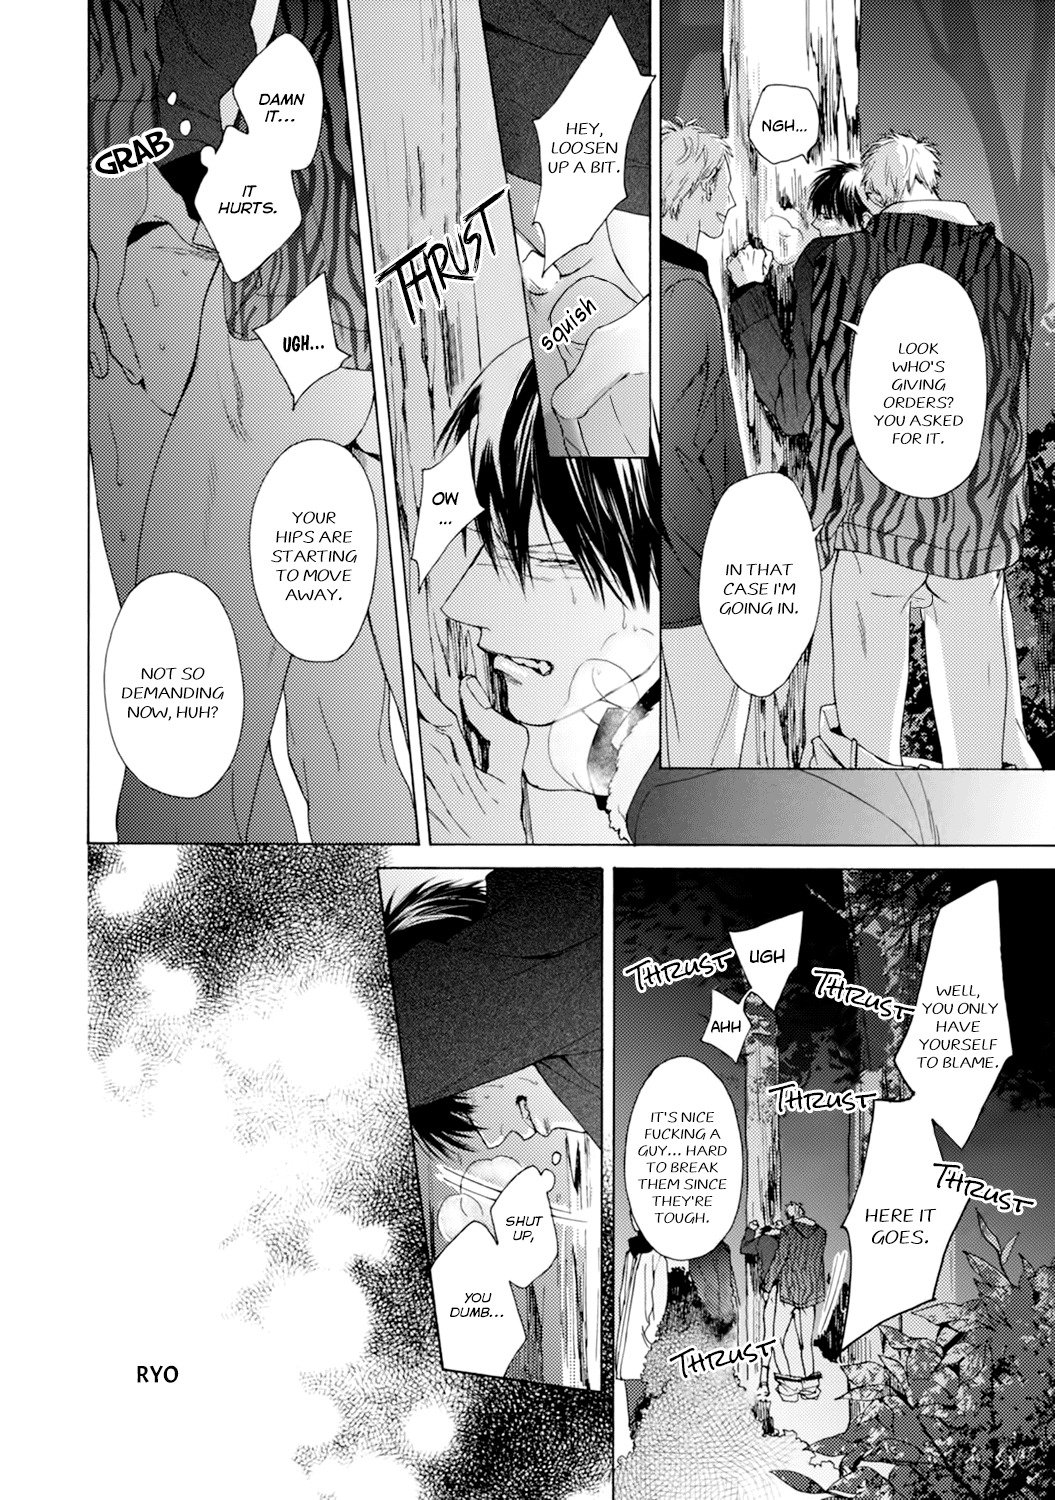 NGH...
LOOK
WHO'S
GIVING
ORDERS?
YOU ASKED
FOR IT.
IN THAT
CASE I'M
GOING IN.
HEY,
LOOSEN
UP A BIT.
squish
THRUST
OW
...
DAMN
IT...
IT
HURTS.
GRAB
UGH...
YOUR
HIPS ARE
STARTING
TO MOVE
AWAY.
NOT SO
DEMANDING
NOW, HUH?
WELL,
YOU ONLY
HAVE
YOURSELF
TO BLAME.
HERE IT
GOES.
UGH
THRUST
THRUST
AHH
THRUST
IT'S NICE
FUCKING A
GUY... HARD
TO BREAK
THEM SINCE
THEY'RE
TOUGH.
THRUST
THRUST
SHUT
UP,
YOU
DUMB...
RYO